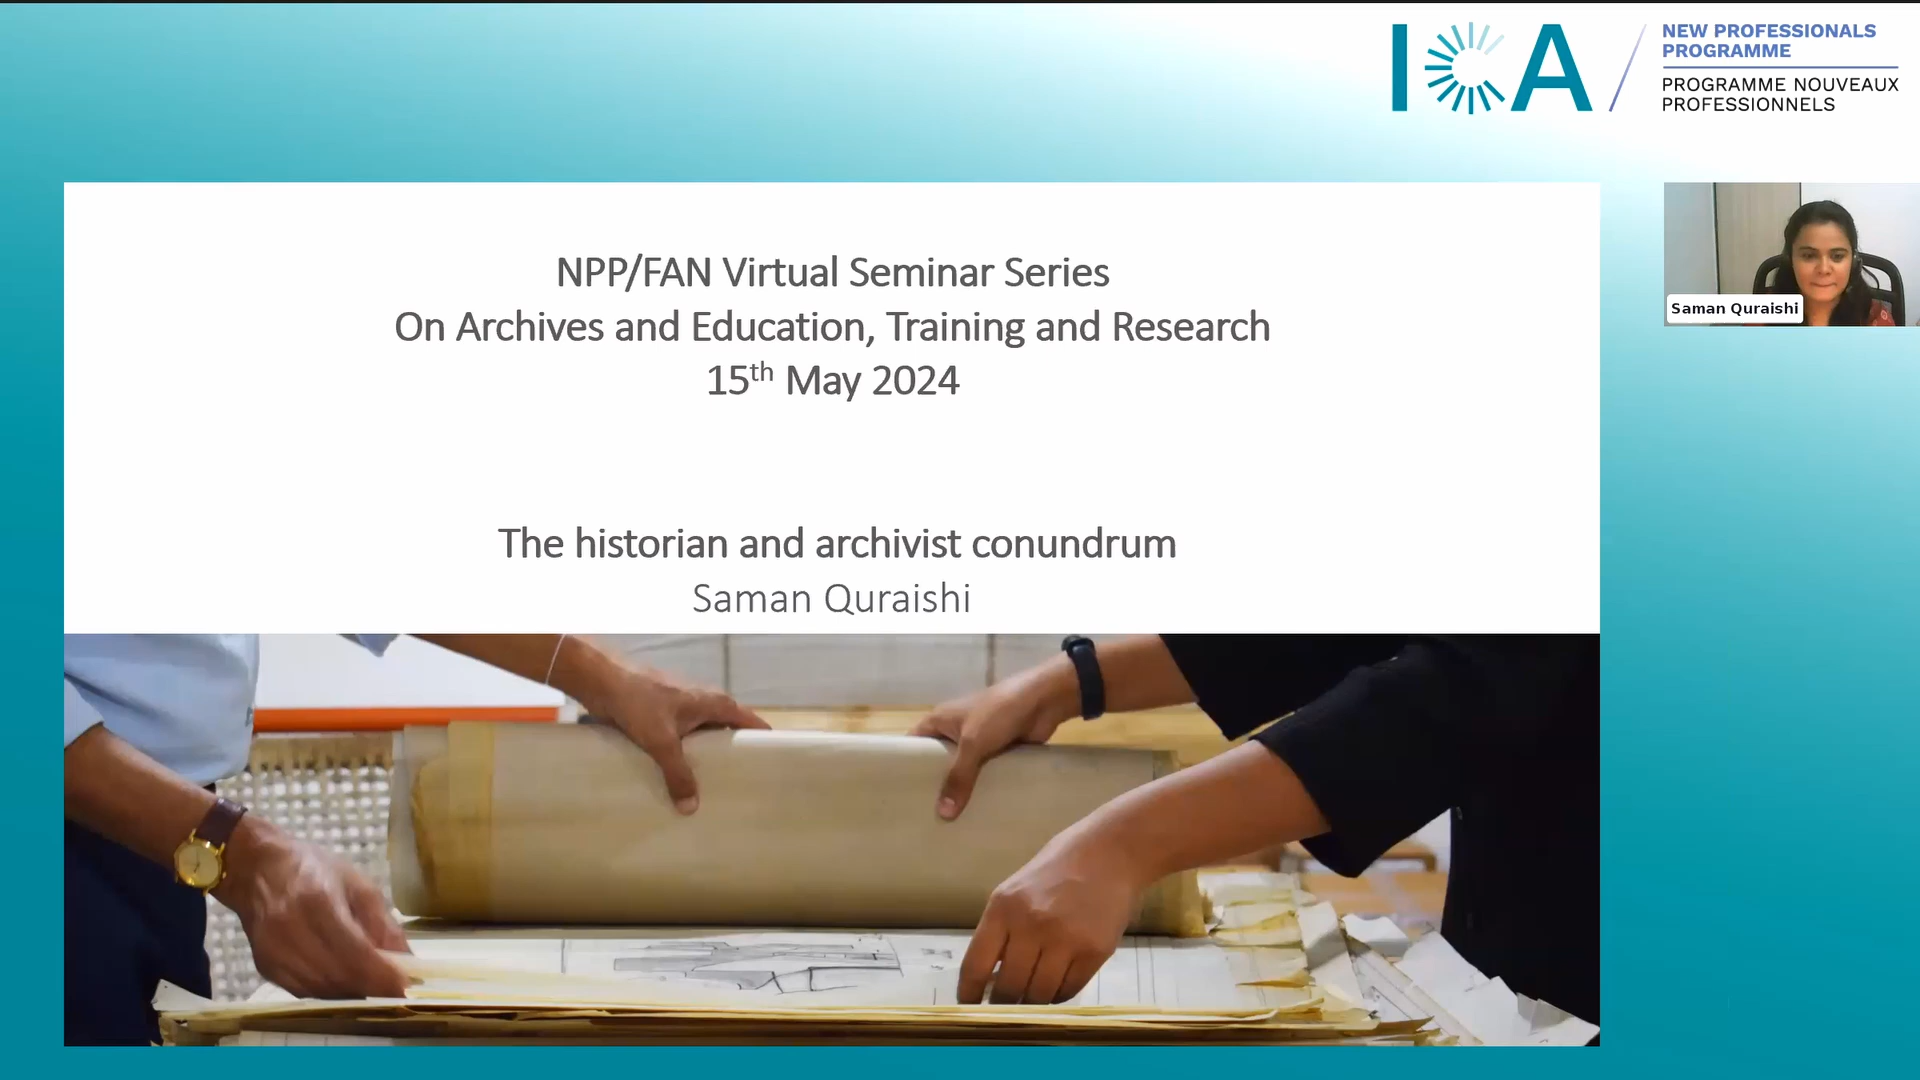 ICA
NEW PROFESSIONALS
PROGRAMME
PROGRAMME NOUVEAUX
PROFESSIONNELS
NPP/FAN Virtual Seminar Series
On Archives and Education, Training and Research
15th May 2024
Saman Quraishi
The historian and archivist conundrum
Saman Quraishi